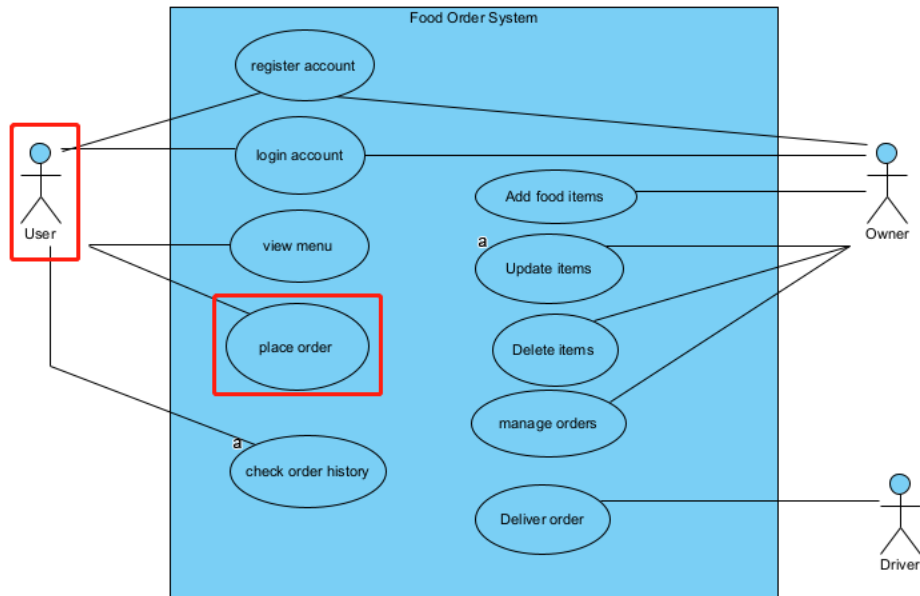 Food Order System
register account
login account
User
Owner
Add food items
view menu
a
Update items
place order
Delete items
manage orders
a
check order history
Deliver order
Driver